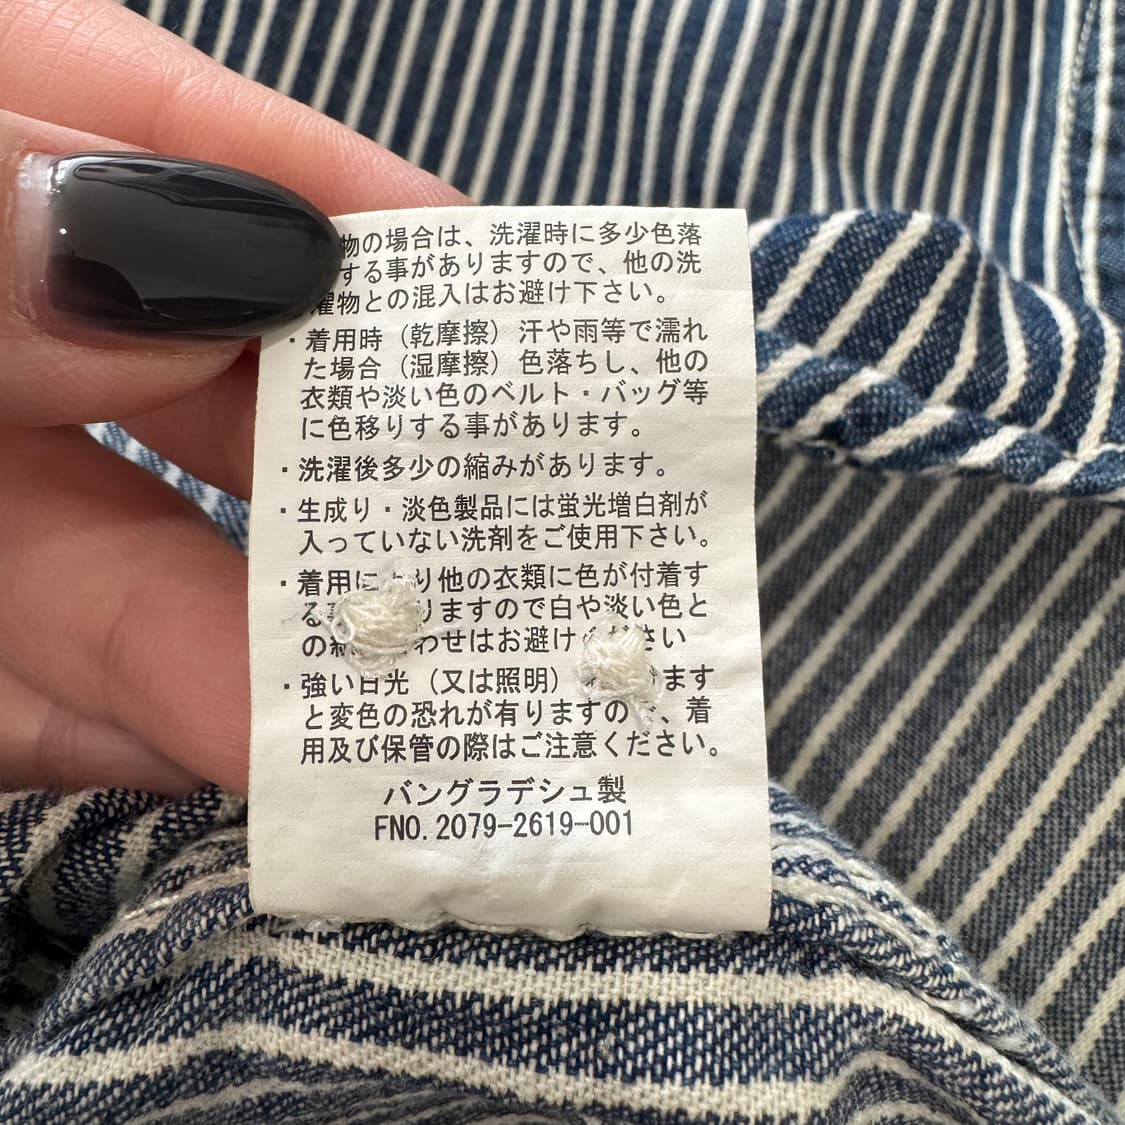 物の場合は、洗濯時に多少色落
する事がありますので、他の洗
濯物との混入はお避け下さい。
・着用時（乾摩擦）汗や雨等で濡れ
た場合（湿摩擦）色落ちし、他の
衣類や淡い色のベルト・バッグ等
に色移りする事があります。
・洗濯後多少の縮みがあります。
・生成り・淡色製品には蛍光増白剤が
入っていない洗剤をご使用下さい。
・着用により他の衣類に色が付着す
る りますので白や淡い色と
の わせはお避け さい
・強い日光（又は照明） ますと
と変色の恐れが有りますので、着
用及び保管の際はご注意ください。
バングラデシュ製
FNO.2079-2619-001